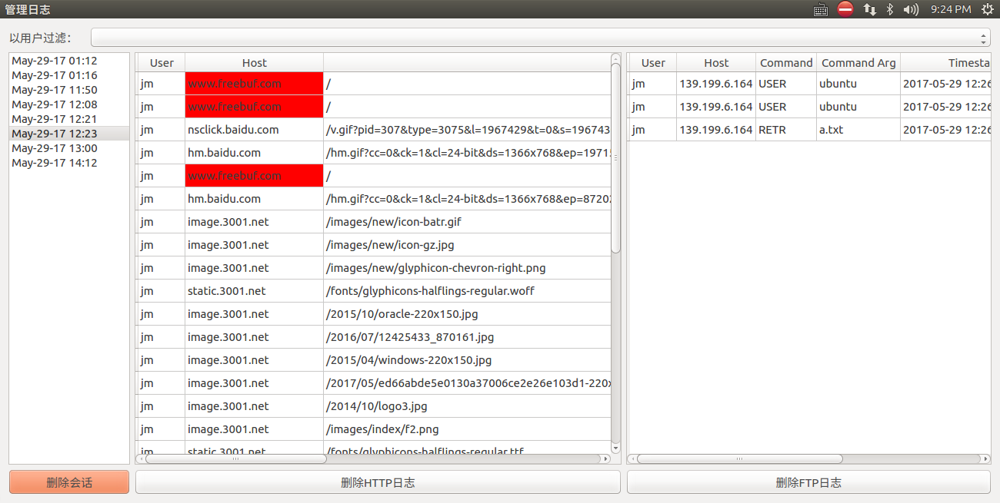 管理日志 9:24 PM
以用户过滤:
May-29-17 01:12
May-29-17 01:16
May-29-17 11:50
May-29-17 12:08
May-29-17 12:21
May-29-17 12:23
May-29-17 13:00
May-29-17 14:12
User Host
jm www.freebuf.com /
jm www.freebuf.com /
jm nsclick.baidu.com /v.gif?pid=307&type=3075&l=1967429&t=0&s=196743
jm hm.baidu.com /hm.gif?cc=0&ck=1&cl=24-bit&ds=1366x768&ep=1971
jm www.freebuf.com /
jm hm.baidu.com /hm.gif?cc=0&ck=1&cl=24-bit&ds=1366x768&ep=8720
jm image.3001.net /images/new/icon-batr.gif
jm image.3001.net /images/new/icon-gz.jpg
jm image.3001.net /images/new/glyphicon-chevron-right.png
jm static.3001.net /fonts/glyphicons-halflings-regular.woff
jm image.3001.net /2015/10/oracle-220x150.jpg
jm image.3001.net /2016/07/12425433_870161.jpg
jm image.3001.net /2015/04/windows-220x150.jpg
jm image.3001.net /2017/05/ed66abde5e0130a37006ce2e26e103d1-220x
jm image.3001.net /2014/10/logo3.jpg
jm image.3001.net /images/index/f2.png
jm static.3001.net /fonts/glyphicons-halflings-regular.ttf
User Host Command Command Arg Timesta
jm 139.199.6.164 USER ubuntu 2017-05-29 12:26
jm 139.199.6.164 USER ubuntu 2017-05-29 12:26
jm 139.199.6.164 RETR a.txt 2017-05-29 12:26
删除会话 删除HTTP日志 删除FTP日志